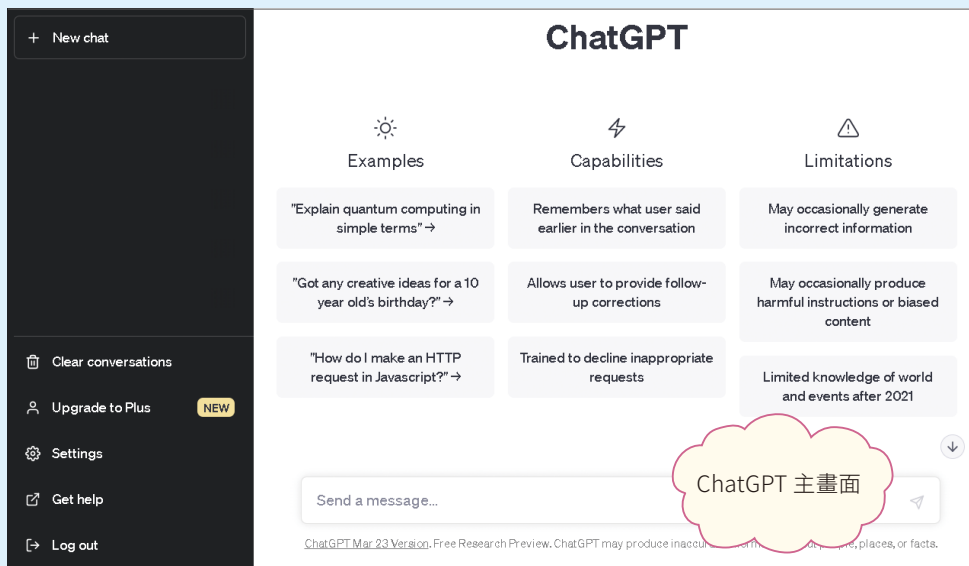 New chat
Clear conversations
Upgrade to Plus
NEW
Settings
Get help
Log out
ChatGPT
Examples
"Explain quantum computing in
simple terms" →
"Got any creative ideas for a 10
year old's birthday?" →
"How do I make an HTTP
request in Javascript?" →
Capabilities
Remembers what user said
earlier in the conversation
Allows user to provide follow-
up corrections
Trained to decline inappropriate
requests
Limitations
May occasionally generate
incorrect information
May occasionally produce
harmful instructions or biased
content
Limited knowledge of world
and events after 2021
ChatGPT 主畫面
Send a message...
ChatGPT Mar 23 Version. Free Research Preview. ChatGPT may produce places, or facts.